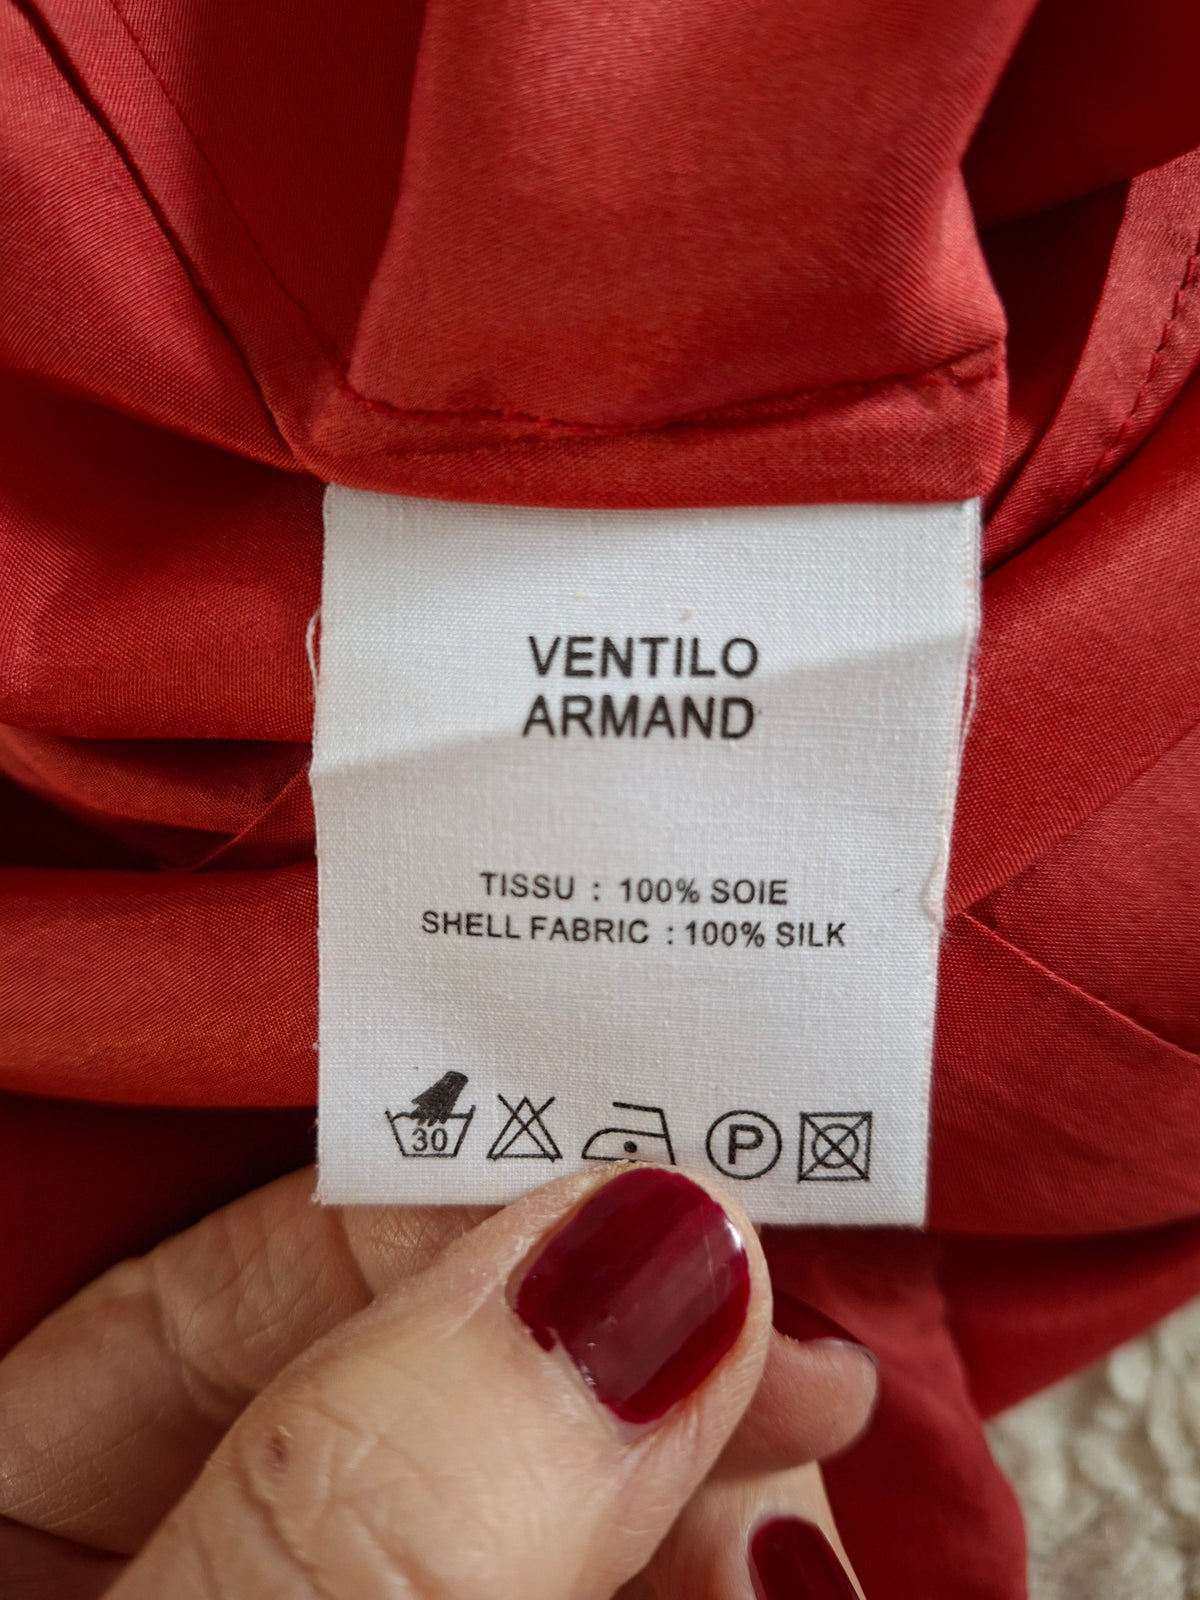 VENTILO
ARMAND
TISSU : 100% SOIE
SHELL FABRIC : 100% SILK
30 P